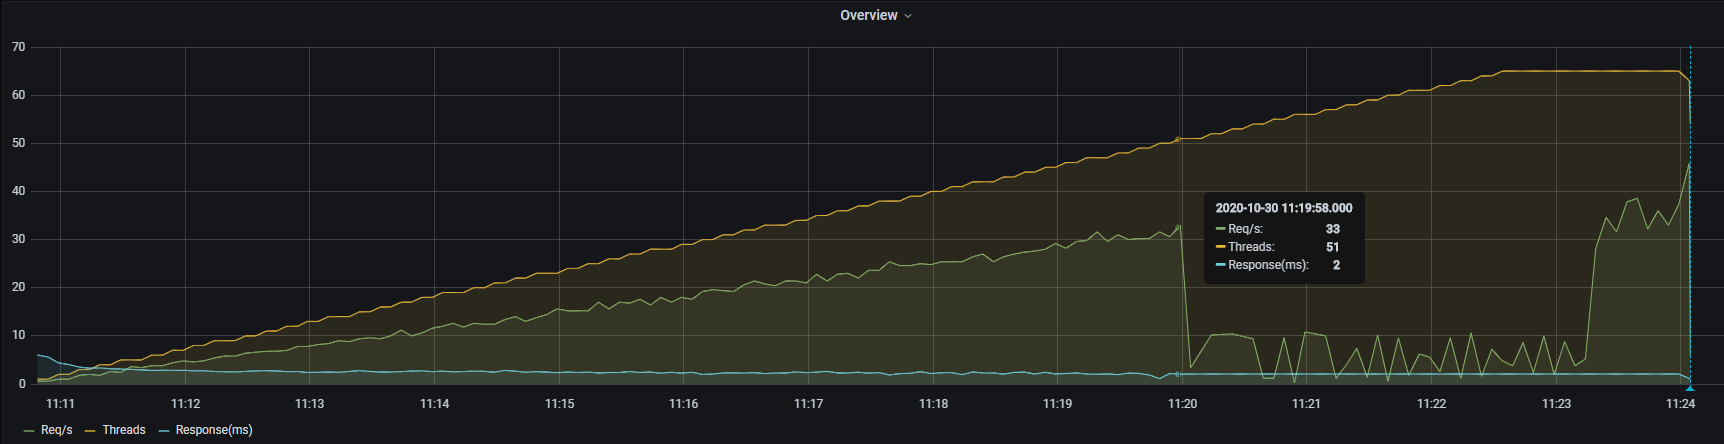 Overview
70
60
50
40
30
20
10
0
2020-10-30 11:19:58.000
Req/s: 33
Threads: 51
Response(ms): 2
11:11 11:12 11:13 11:14 11:15 11:16 11:17 11:18 11:19 11:20 11:21 11:22 11:23 11:24
Req/s Threads Response(ms)